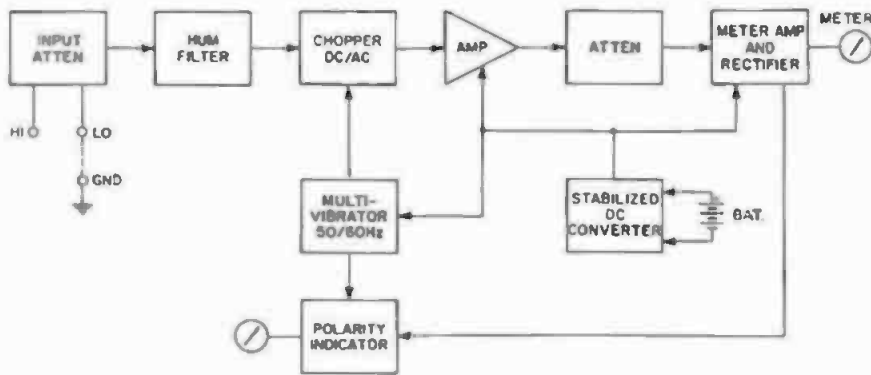 INPUT
ATTEN
HUM
FILTER
CHOPPER
DC/AC
AMP
ATTEN
METER AMP
AND
RECTIFIER
METER
HI
LO
GND
MULTI-
VIBRATOR
50/60Hz
STABILIZED
DC
CONVERTER
BAT.
POLARITY
INDICATOR